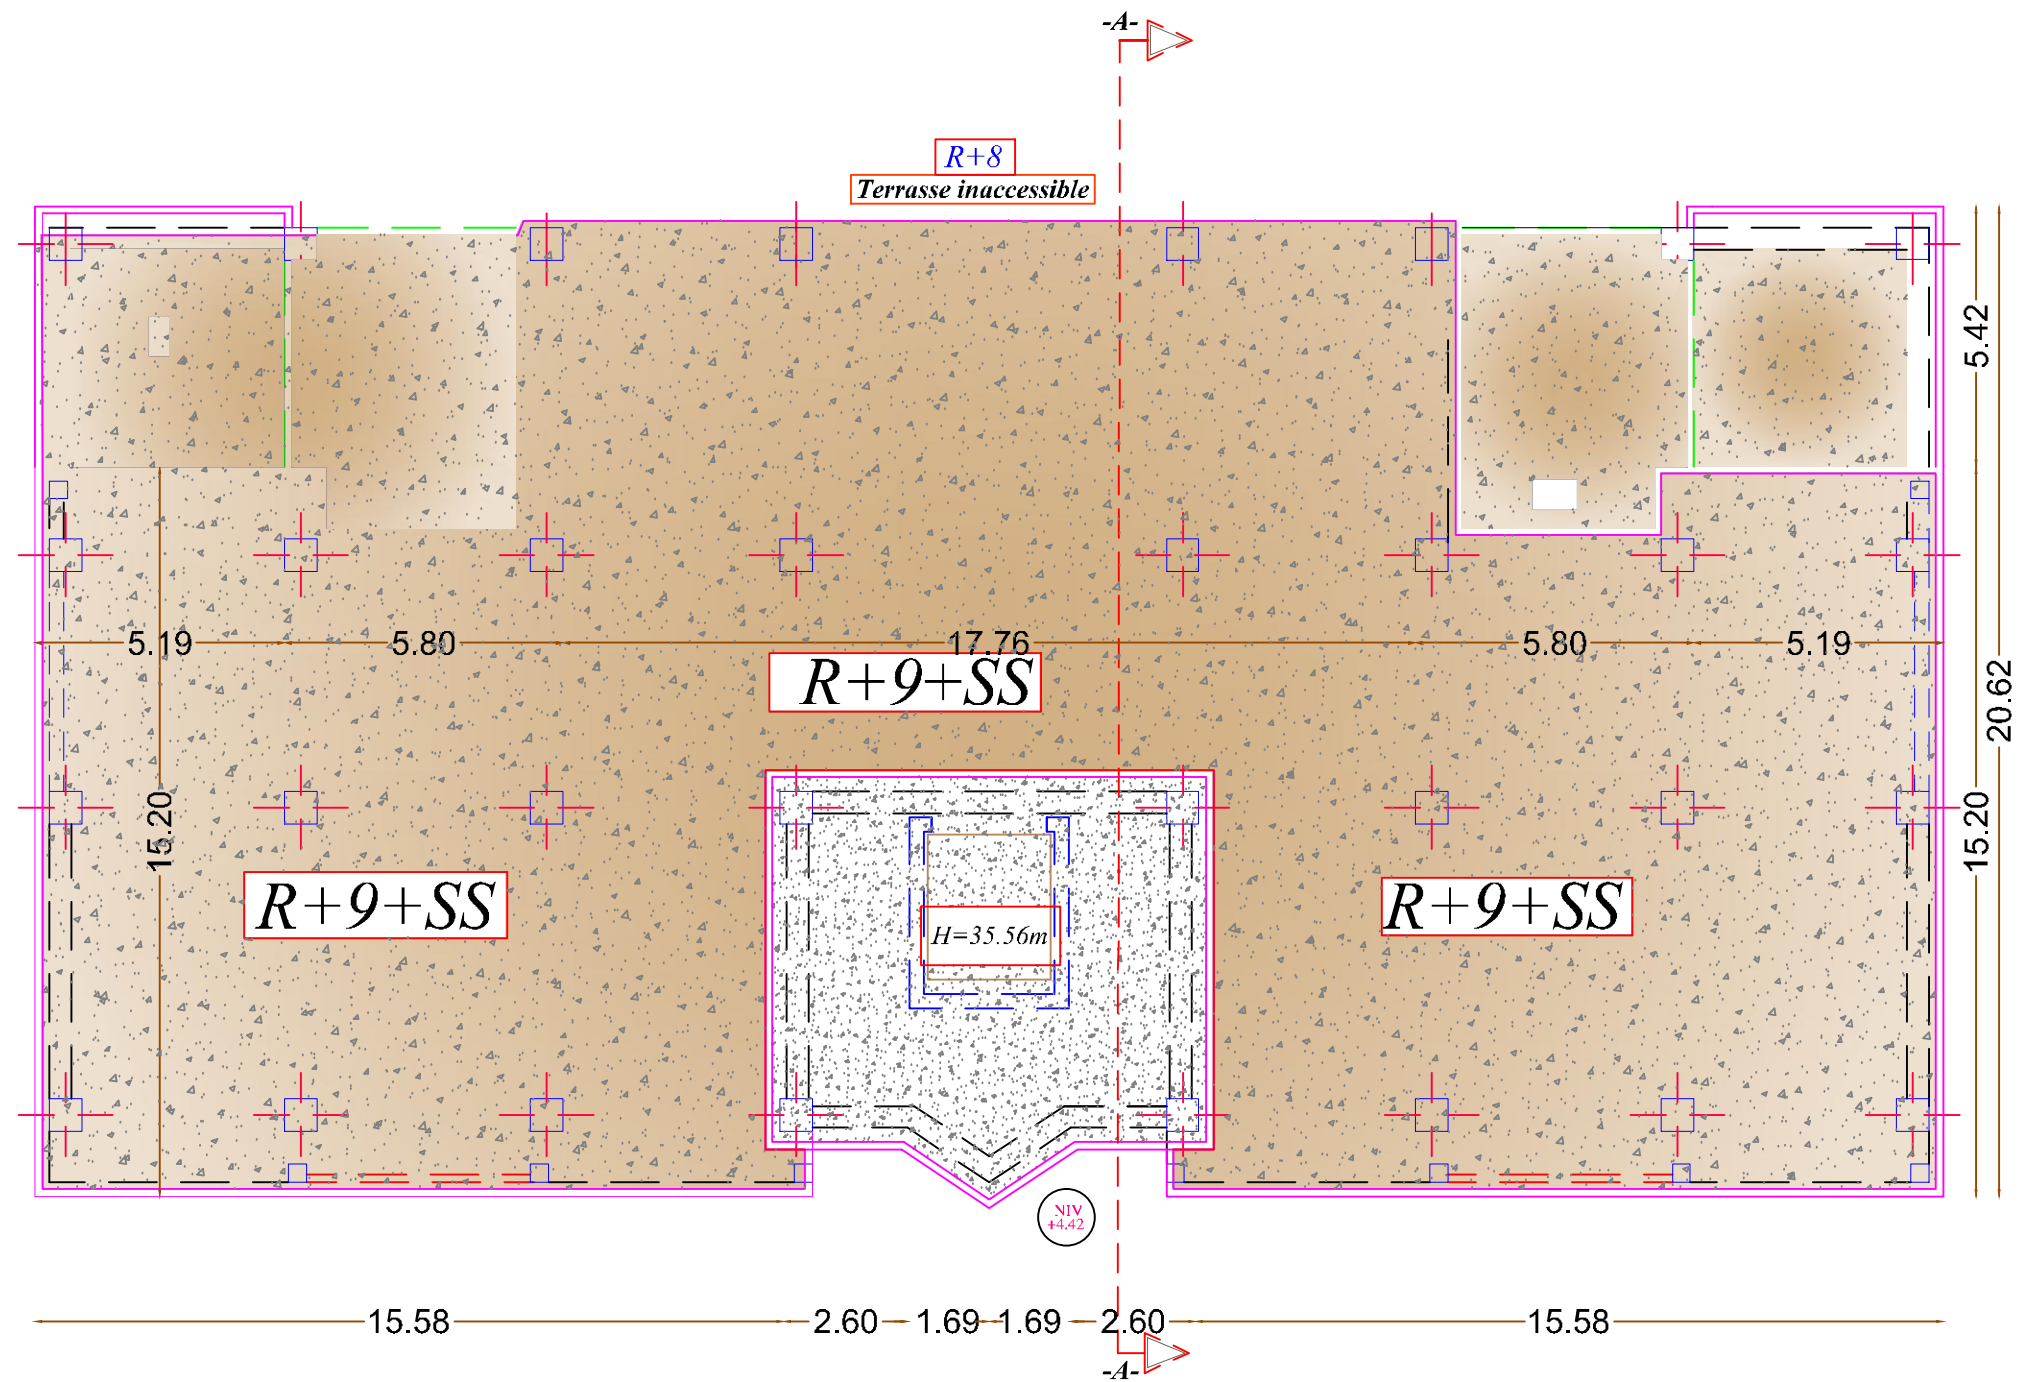 -A-
R+8
Terrasse inaccessible
5.42
5.19
5.80
17.76
5.80
5.19
R+9+SS
20.62
15.20
15.20
R+9+SS
R+9+SS
H=35.56m
NIV
+4.42
15.58
2.60
1.69
1.69
2.60
15.58
-A-